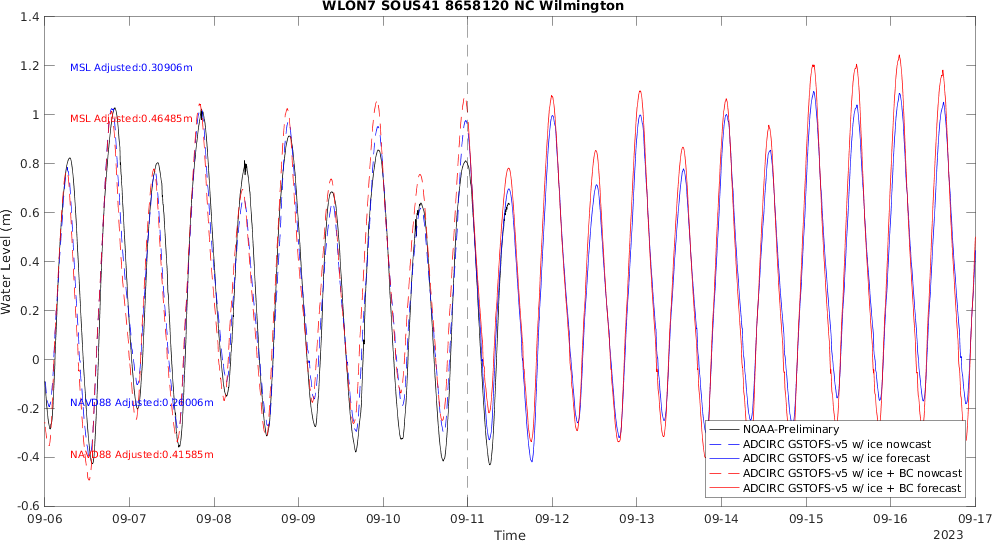 WLON7 SOUS41 8658120 NC Wilmington
1.4
1.2
1
0.8
0.6
0.4
0.2
0
-0.2
-0.4
-0.6
Water Level (m)
MSL Adjusted:0.30906m
MSL Adjusted:0.46485m
NAVD88 Adjusted:0.26006m
NAVD88 Adjusted:0.41585m
NOAA-Preliminary
ADCIRC GSTOFS-v5 w/ ice nowcast
ADCIRC GSTOFS-v5 w/ ice forecast
ADCIRC GSTOFS-v5 w/ ice + BC nowcast
ADCIRC GSTOFS-v5 w/ ice + BC forecast
09-06 09-07 09-08 09-09 09-10 09-11 09-12 09-13 09-14 09-15 09-16 09-17
Time
2023